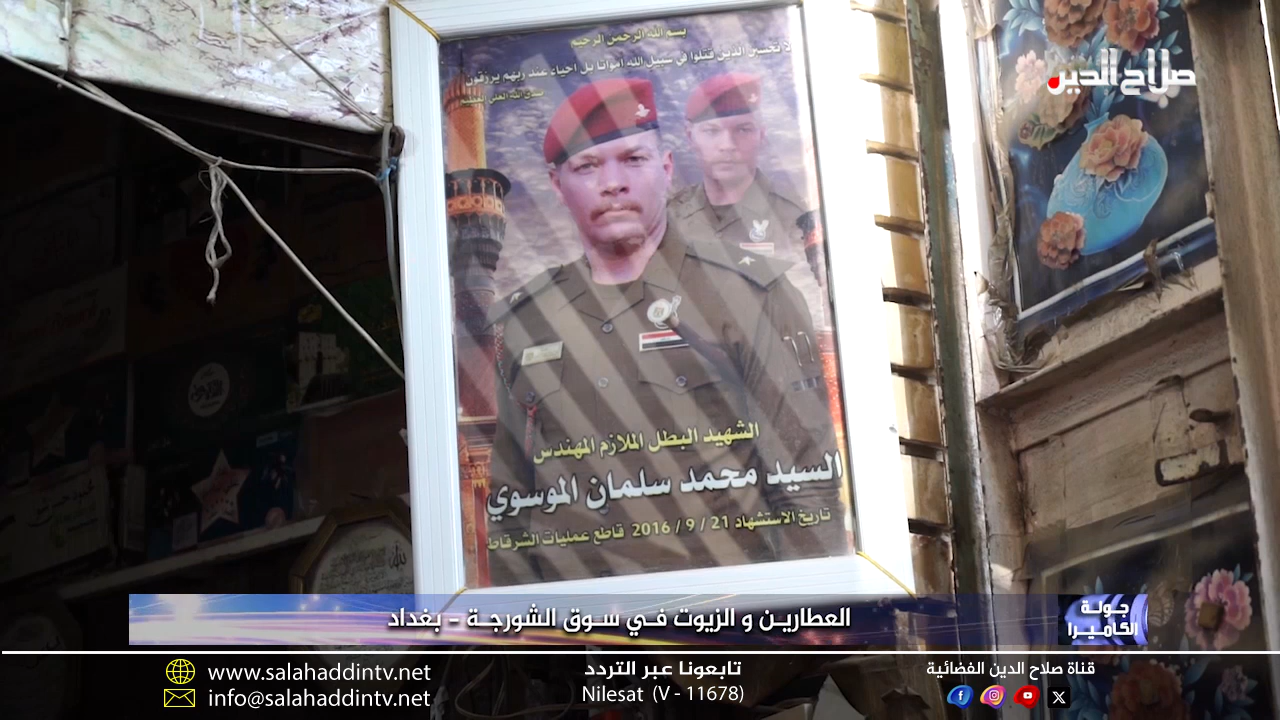 صلاح الدين
بسم الله الرحمن الرحيم
لا تحسبن الذين قتلوا في سبيل الله امواتا بل احياء عند ربهم يرزقون
صدق الله العلي العظيم
الشهيد البطل الملازم المهندس
السيد محمد سلمان الموسوي
تاريخ الاستشهاد 21 / 9 / 2016 قاطع عمليات الشرقاط
جولة الكاميرا
العطارين و الزيوت في سوق الشورجة - بغداد
قناة صلاح الدين الفضائية
تابعونا عبر التردد
Nilesat (V - 11678)
www.salahaddintv.net
info@salahaddintv.net